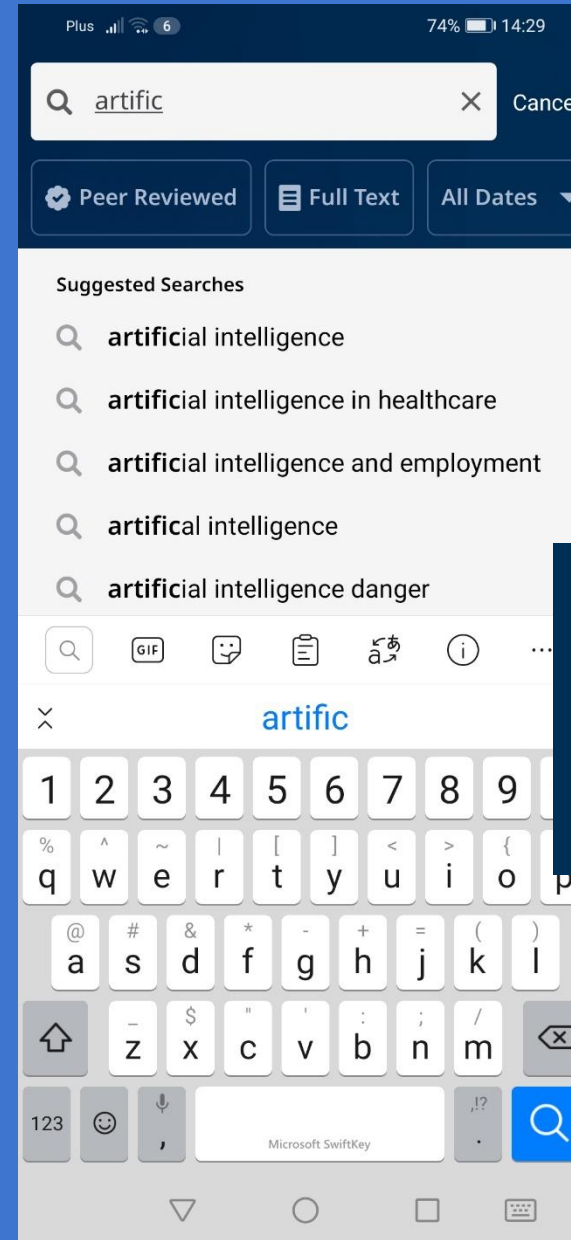 Plus 6 74% 14:29
artific Cance
Peer Reviewed Full Text All Dates
Suggested Searches
artificial intelligence
artificial intelligence in healthcare
artificial intelligence and employment
artifical intelligence
artificial intelligence danger
GIF あ a
artific
1 2 3 4 5 6 7 8 9
% ^ ~ | [ ] < > {
q w e r t y u i o p
@ # & * - + = ( )
a s d f g h j k l
_ $ " ' : ; /
z x c v b n m
123 , Microsoft SwiftKey ,!? .